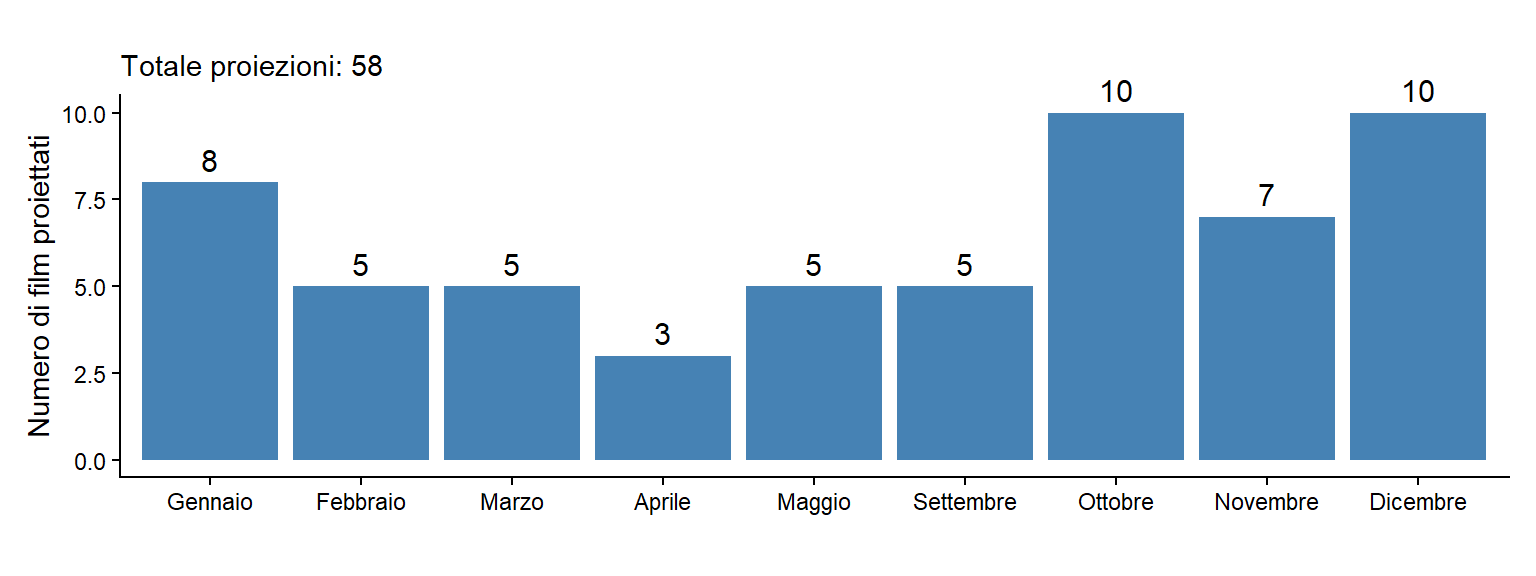 Totale proiezioni: 58
Numero di film proiettati
10.0
7.5
5.0
2.5
0.0
8
5
5
3
5
5
10
7
10
Gennaio
Febbraio
Marzo
Aprile
Maggio
Settembre
Ottobre
Novembre
Dicembre